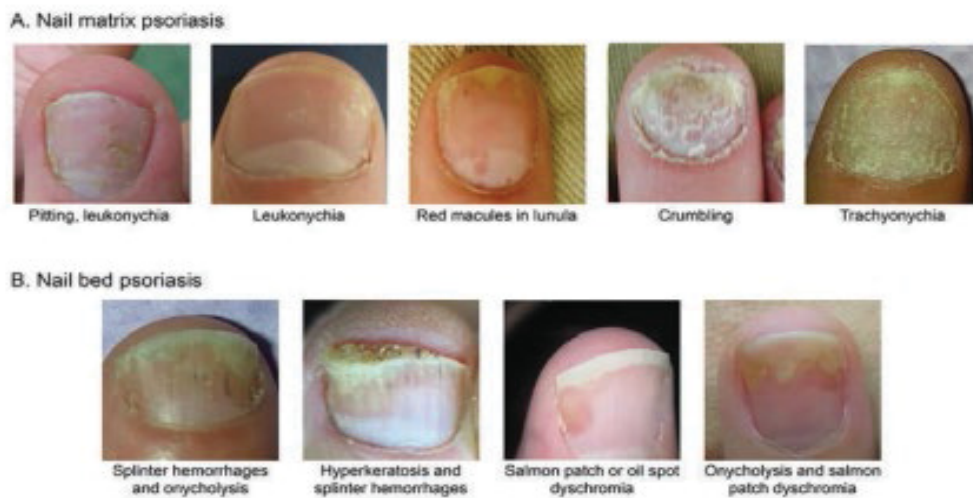 A. Nail matrix psoriasis
Pitting, leukonychia
Leukonychia
Red macules in lunula
Crumbling
Trachyonychia
B. Nail bed psoriasis
Splinter hemorrhages
and onycholysis
Hyperkeratosis and
splinter hemorrhages
Salmon patch or oil spot
dyschromia
Onycholysis and salmon
patch dyschromia